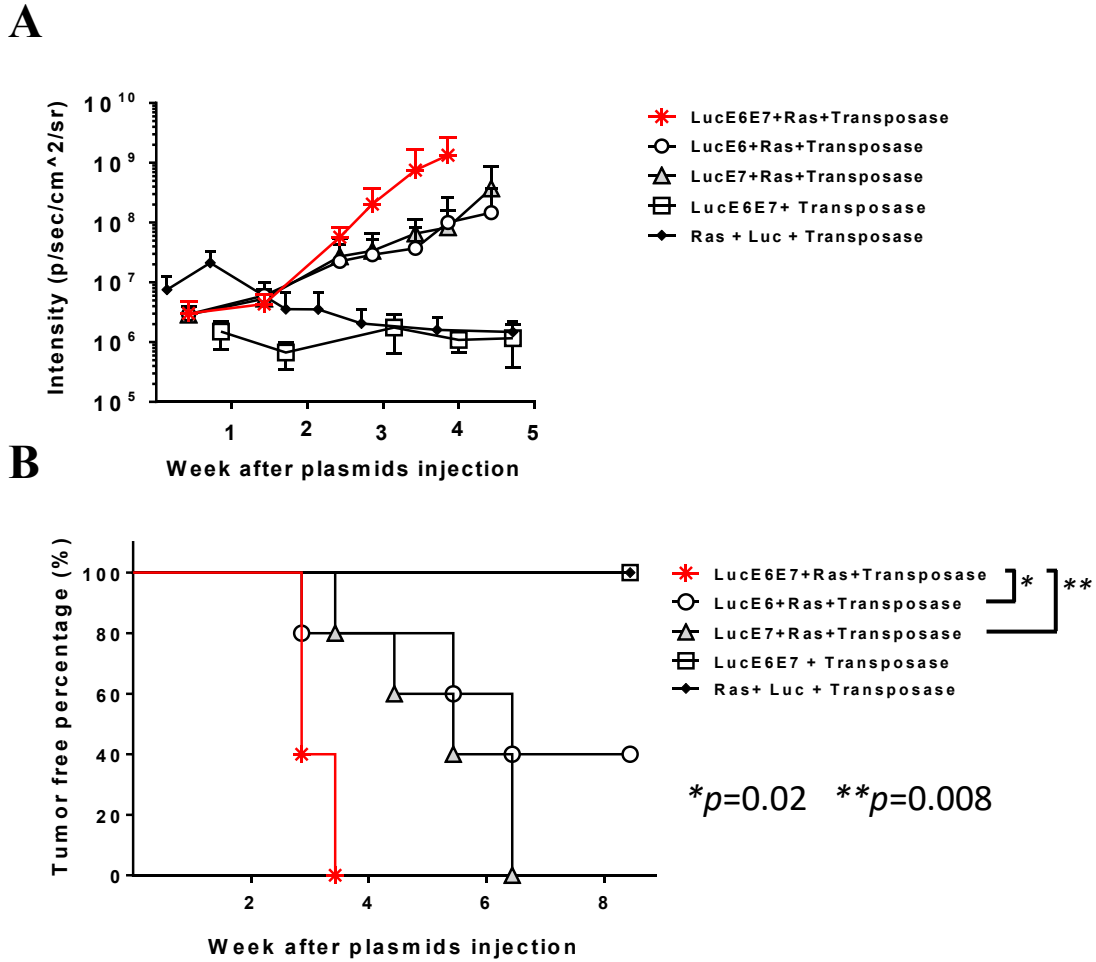 A
Intensity (p/sec/cm^2/sr)
10 10
10 9
10 8
10 7
10 6
10 5
1 2 3 4 5
Week after plasmids injection
LucE6E7+Ras+Transposase
LucE6+Ras+Transposase
LucE7+Ras+Transposase
LucE6E7+ Transposase
Ras + Luc + Transposase
B
Tumor free percentage (%)
100
80
60
40
20
0
2 4 6 8
Week after plasmids injection
LucE6E7+Ras+Transposase
LucE6+Ras+Transposase
LucE7+Ras+Transposase
LucE6E7 + Transposase
Ras+ Luc + Transposase
* **
*p=0.02 **p=0.008